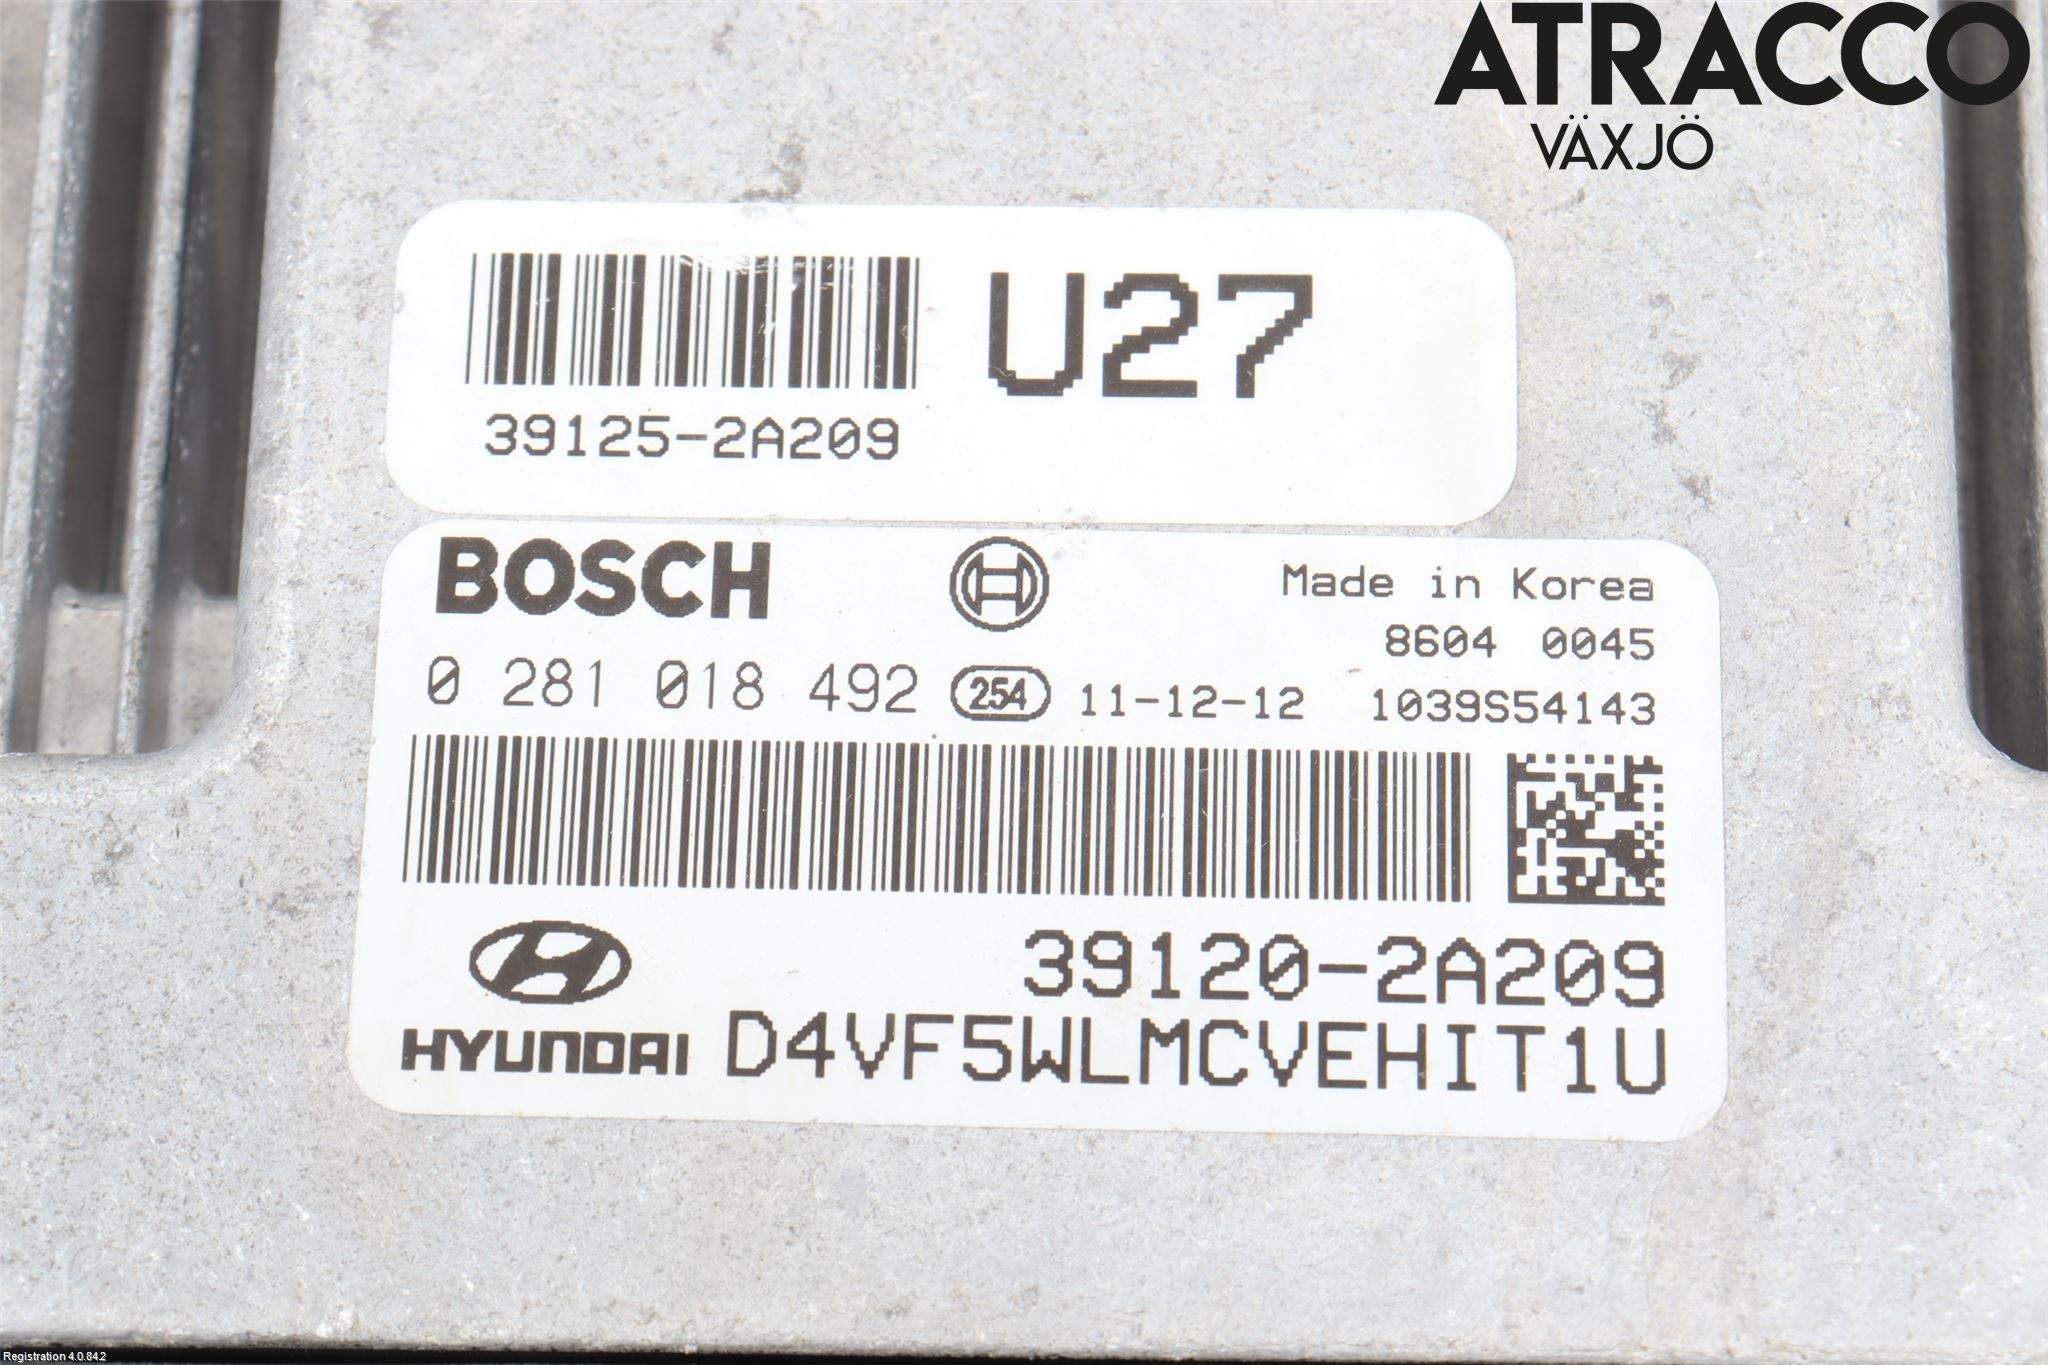 ATRACCO
VÄXJÖ
U27
39125-2A209
BOSCH
Made in Korea
8604 0045
0 281 018 492 254 11-12-12 1039S54143
39120-2A209
HYUNDAI D4VF5WLMCVEHIT1U
Registration 4.0.84.2